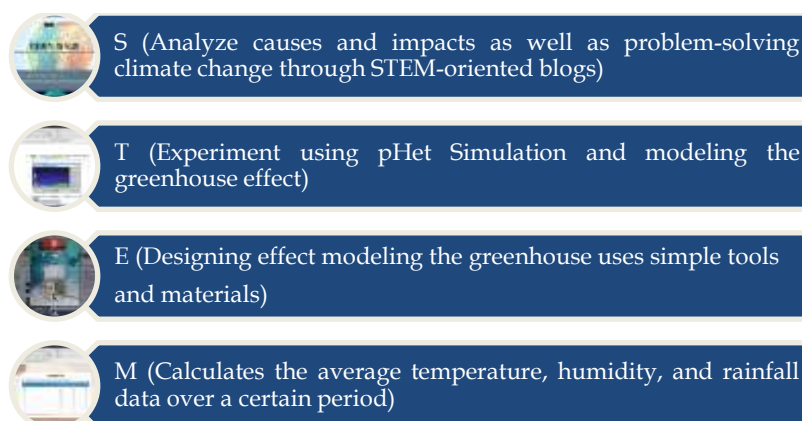 S (Analyze causes and impacts as well as problem-solving
climate change through STEM-oriented blogs)
T (Experiment using pHet Simulation and modeling the
greenhouse effect)
E (Designing effect modeling the greenhouse uses simple tools
and materials)
M (Calculates the average temperature, humidity, and rainfall
data over a certain period)